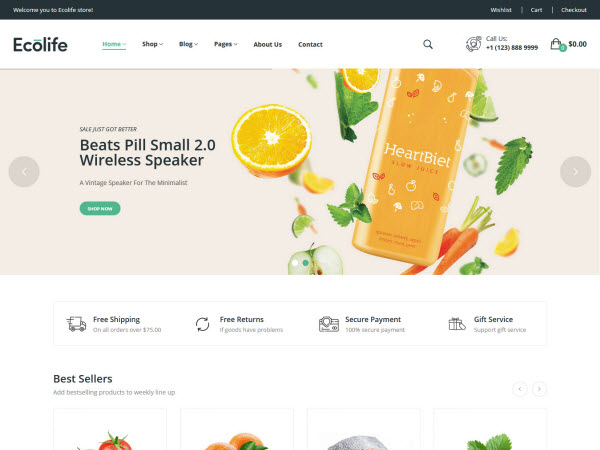 Welcome you to Ecolife store!
Wishlist
Cart
Checkout
Ecolife
Home
Shop
Blog
Pages
About Us
Contact
Call Us:
+1 (123) 888 9999
0
$0.00
SALE JUST GOT BETTER
Beats Pill Small 2.0
Wireless Speaker
A Vintage Speaker For The Minimalist
SHOP NOW
HeartBiet
SLOW JUICE
Free Shipping
On all orders over $75.00
Free Returns
If goods have problems
Secure Payment
100% secure payment
Gift Service
Support gift service
Best Sellers
Add bestselling products to weekly line up